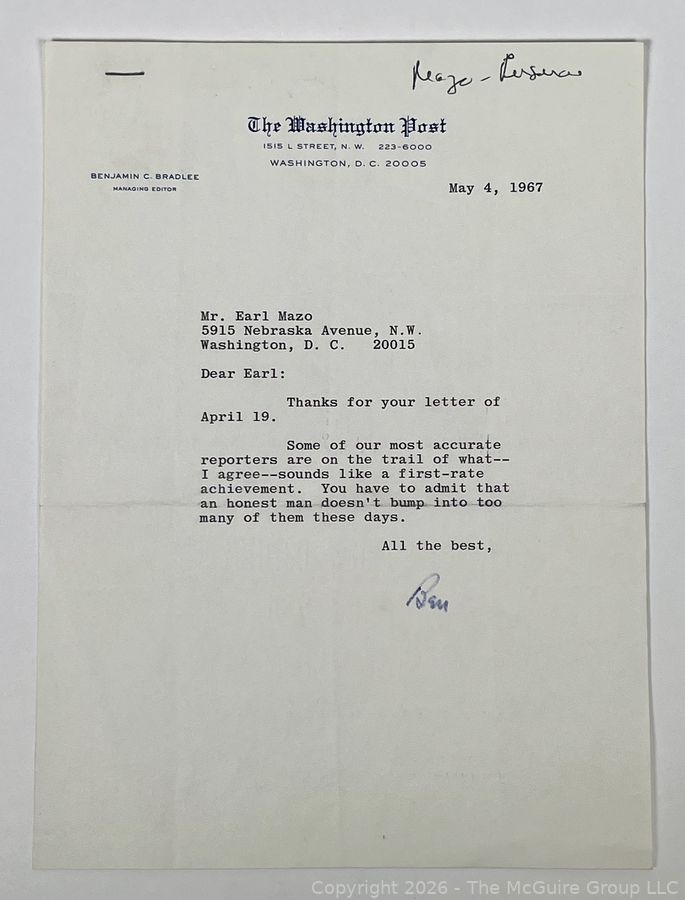 Mazo - Personal
The Washington Post
1515 L STREET, N. W. 223-6000
WASHINGTON, D. C. 20005
BENJAMIN C. BRADLEE
MANAGING EDITOR
May 4, 1967
Mr. Earl Mazo
5915 Nebraska Avenue, N.W.
Washington, D. C. 20015
Dear Earl:
Thanks for your letter of
April 19.
Some of our most accurate
reporters are on the trail of what--
I agree--sounds like a first-rate
achievement. You have to admit that
an honest man doesn't bump into too
many of them these days.
All the best,
Ben
Copyright 2026 - The McGuire Group LLC